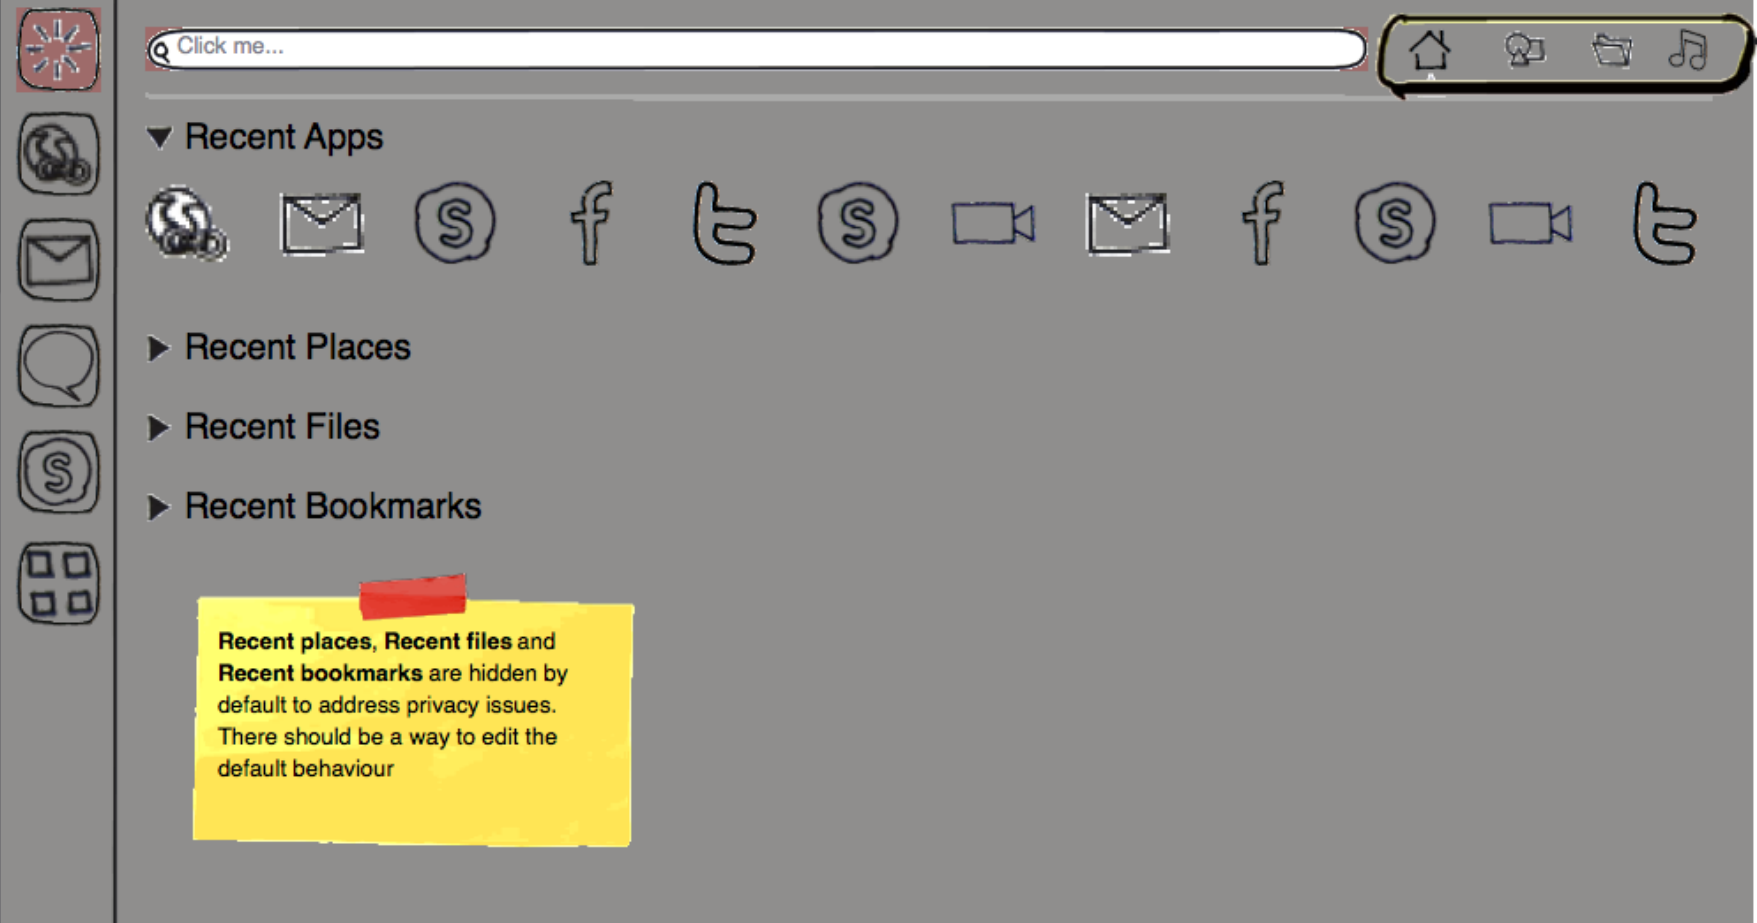 Click me...
Recent Apps
Recent Places
Recent Files
Recent Bookmarks
Recent places, Recent files and
Recent bookmarks are hidden by
default to address privacy issues.
There should be a way to edit the
default behaviour